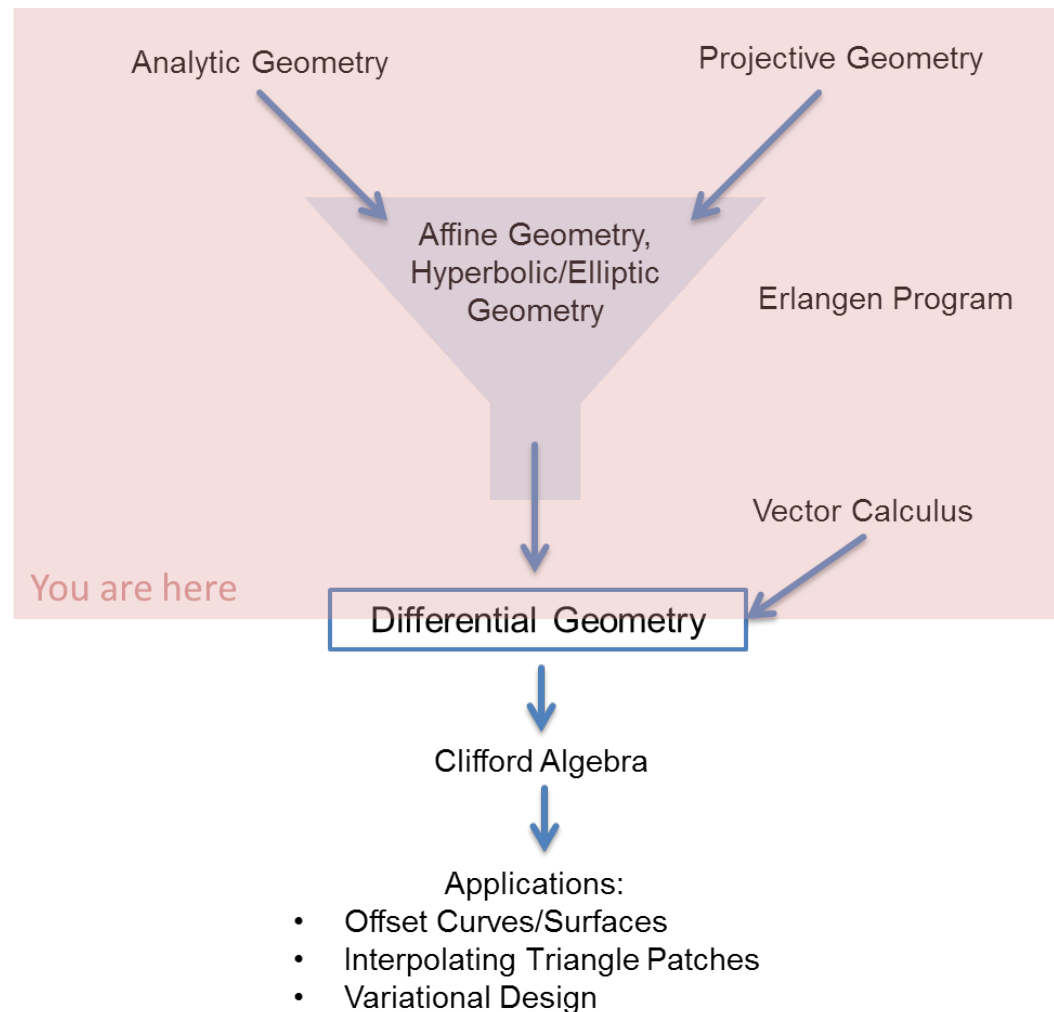 Analytic Geometry
Projective Geometry
Affine Geometry,
Hyperbolic/Elliptic
Geometry
Erlangen Program
Vector Calculus
You are here
Differential Geometry
Clifford Algebra
Applications:
• Offset Curves/Surfaces
• Interpolating Triangle Patches
• Variational Design